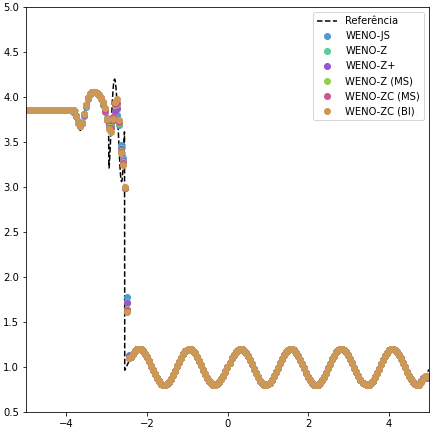 5.0
4.5
4.0
3.5
3.0
2.5
2.0
1.5
1.0
0.5
−4
−2
0
2
4
Referência
WENO-JS
WENO-Z
WENO-Z+
WENO-Z (MS)
WENO-ZC (MS)
WENO-ZC (BI)